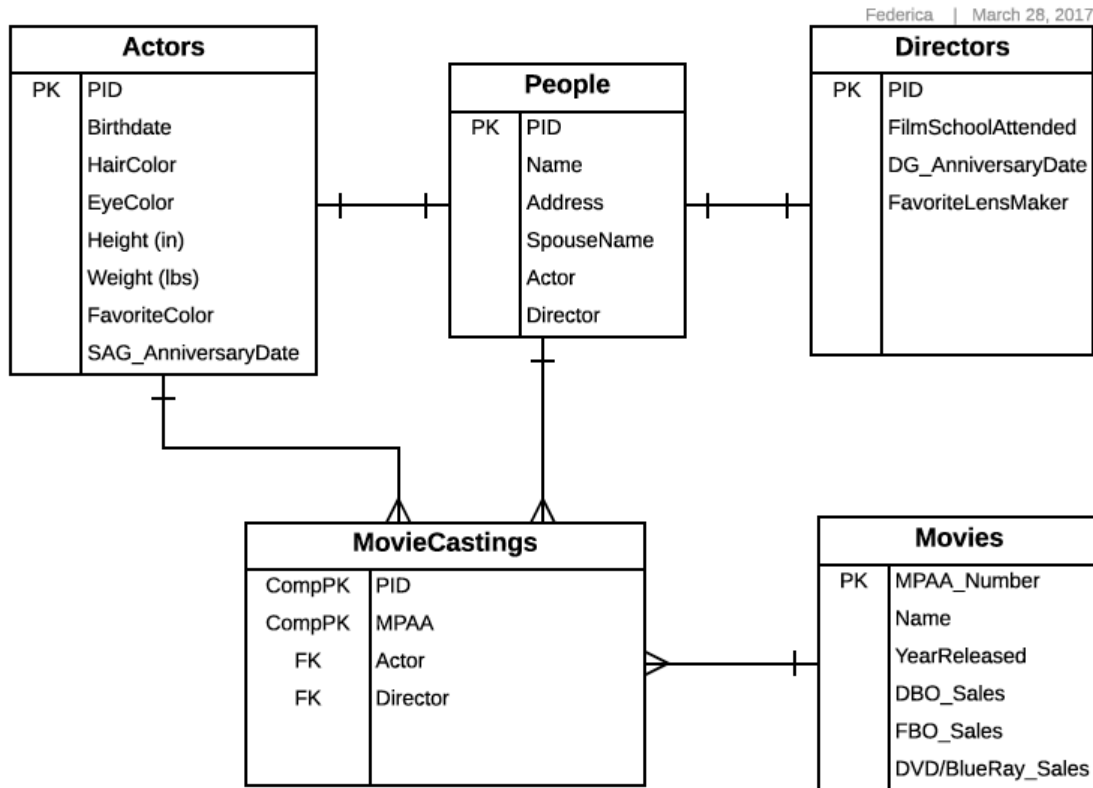 Federica | March 28, 2017
Actors
PK PID
Birthdate
HairColor
EyeColor
Height (in)
Weight (lbs)
FavoriteColor
SAG_AnniversaryDate
People
PK PID
Name
Address
SpouseName
Actor
Director
Directors
PK PID
FilmSchoolAttended
DG_AnniversaryDate
FavoriteLensMaker
MovieCastings
CompPK PID
CompPK MPAA
FK Actor
FK Director
Movies
PK MPAA_Number
Name
YearReleased
DBO_Sales
FBO_Sales
DVD/BlueRay_Sales